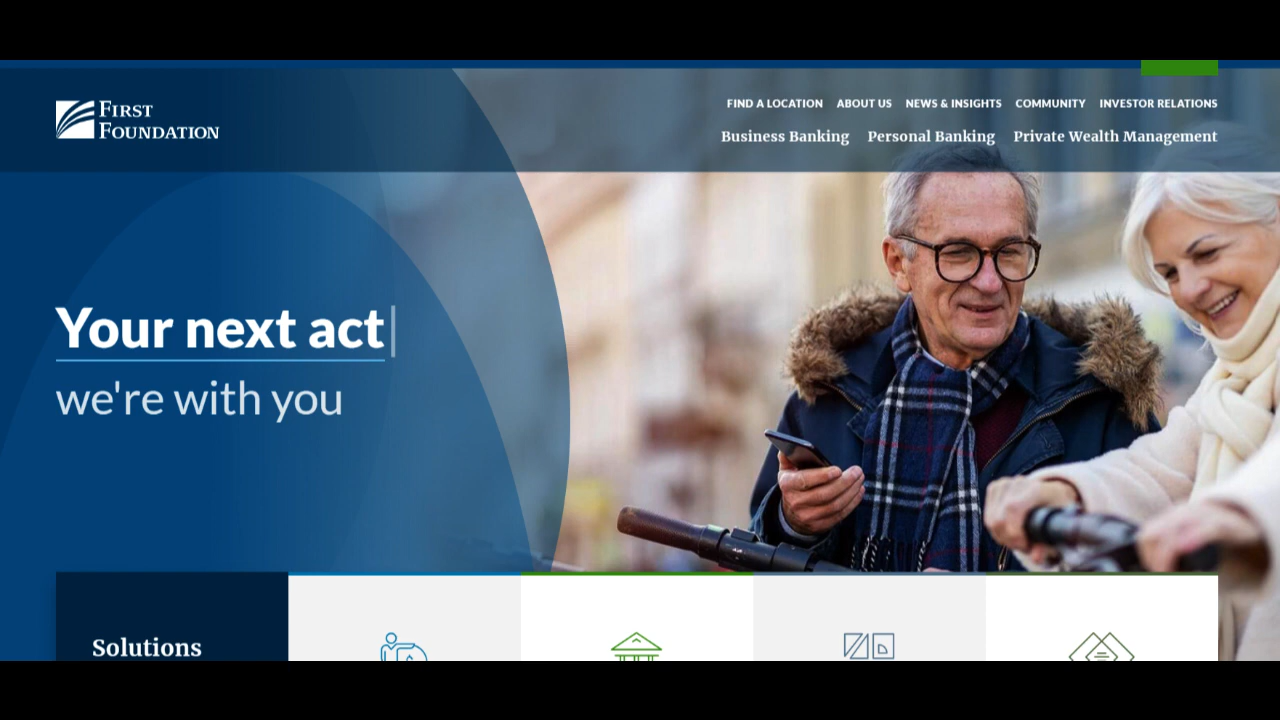 First
Foundation
FIND A LOCATION ABOUT US NEWS & INSIGHTS COMMUNITY INVESTOR RELATIONS
Business Banking Personal Banking Private Wealth Management
Your next act
we're with you
Solutions